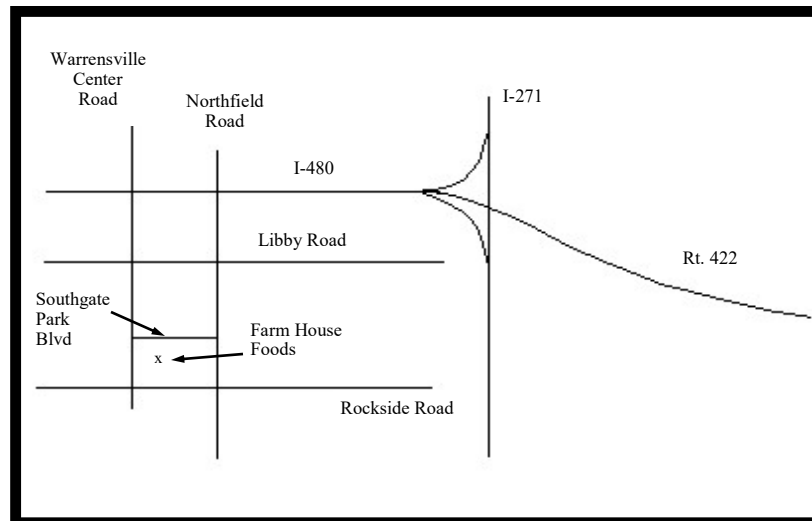 Warrensville
Center
Road
Northfield
Road
I-271
I-480
Libby Road
Rt. 422
Southgate
Park
Blvd
Farm House
Foods
x
Rockside Road